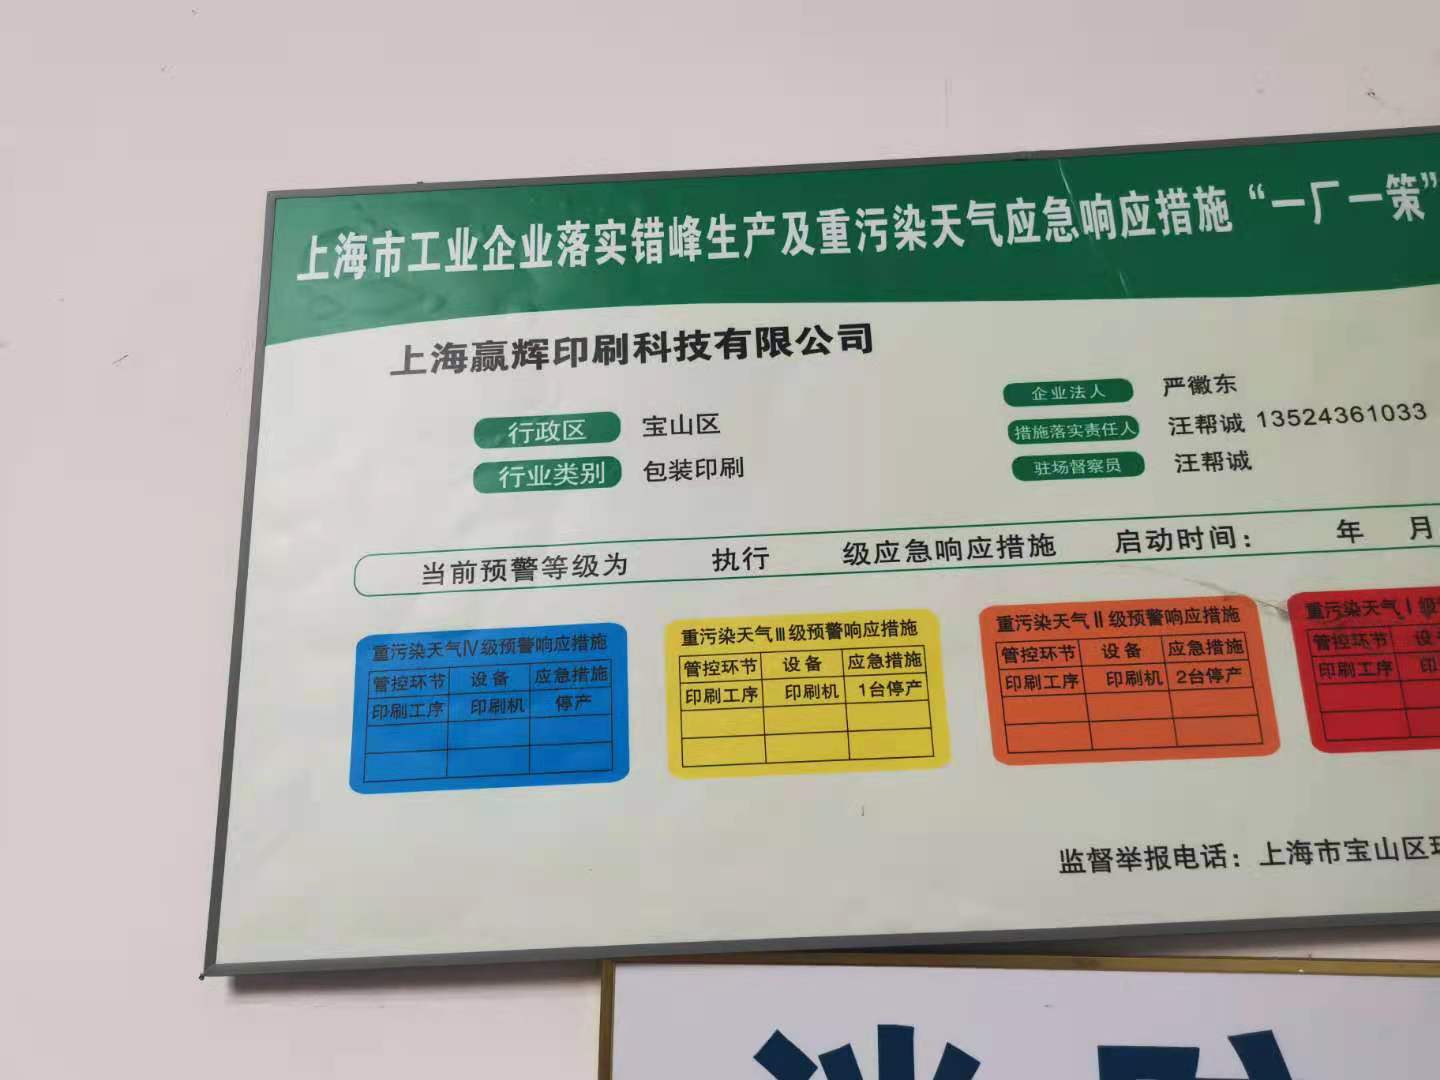 上海市工业企业落实错峰生产及重污染天气应急响应措施“一厂一策”
上海赢辉印刷科技有限公司
行政区 宝山区
行业类别 包装印刷
企业法人 严徽东
措施落实责任人 汪帮诚 13524361033
驻场督察员 汪帮诚
当前预警等级为 执行 级应急响应措施 启动时间： 年 月
重污染天气Ⅳ级预警响应措施
管控环节 设备 应急措施
印刷工序 印刷机 停产
重污染天气Ⅲ级预警响应措施
管控环节 设备 应急措施
印刷工序 印刷机 1台停产
重污染天气Ⅱ级预警响应措施
管控环节 设备 应急措施
印刷工序 印刷机 2台停产
重污染天气Ⅰ级
管控环节 设
印刷工序 印
监督举报电话：上海市宝山区